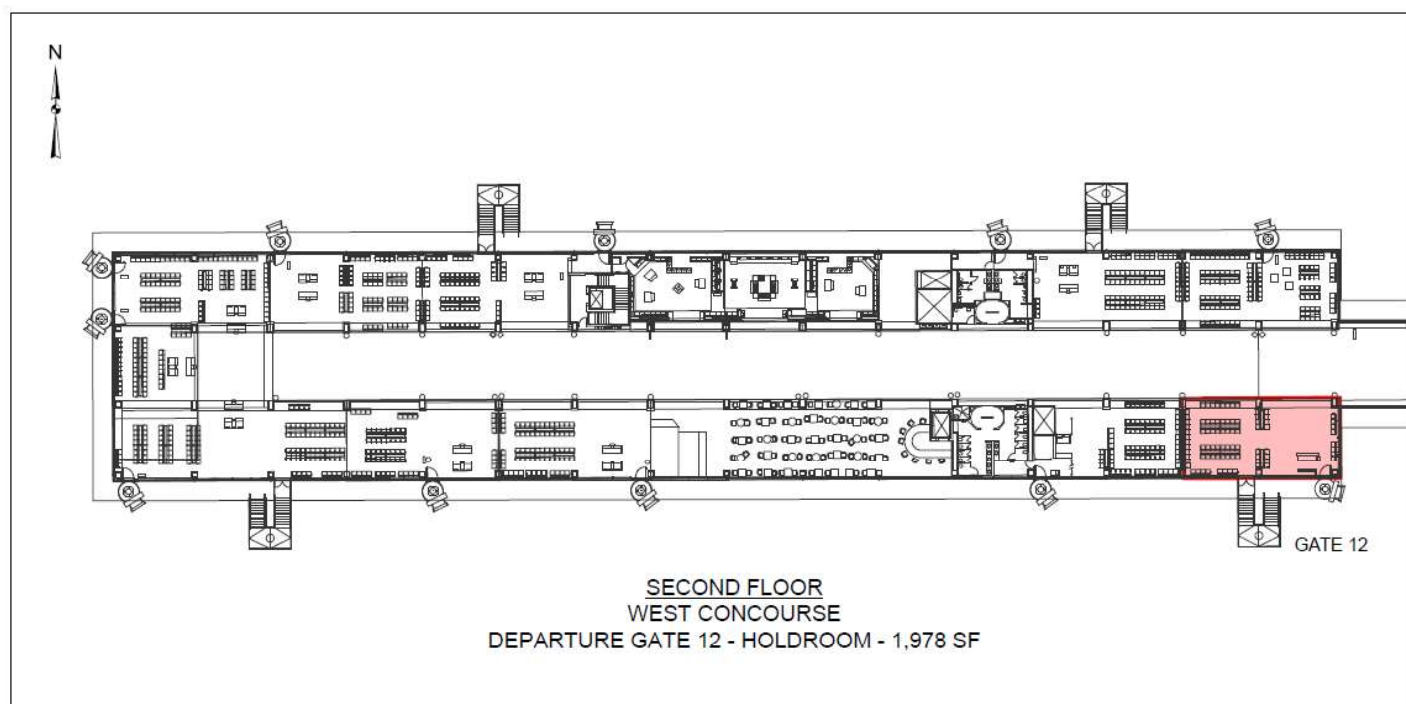 N
GATE 12
SECOND FLOOR
WEST CONCOURSE
DEPARTURE GATE 12 - HOLDROOM - 1,978 SF